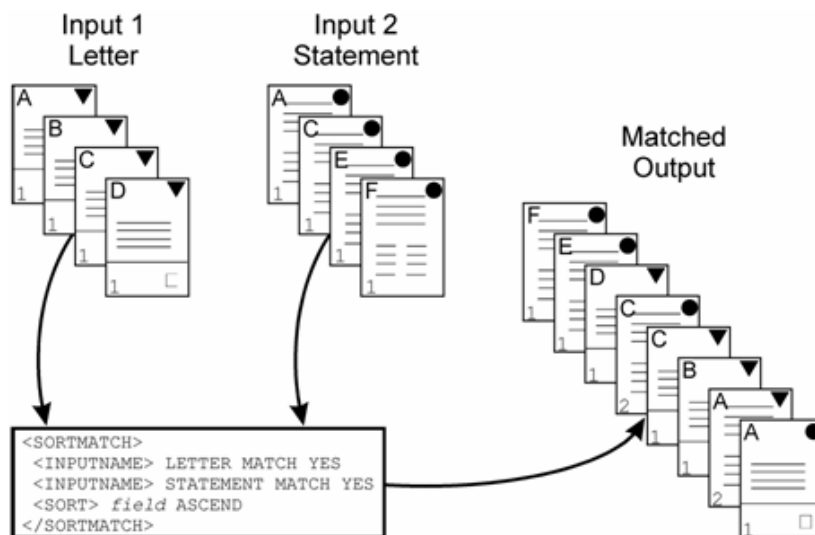 Input 1
Letter
Input 2
Statement
Matched
Output
A
B
C
D
1
1
1
1
A
C
E
F
1
1
1
1
F
E
D
C
C
B
A
A
1
1
1
2
1
1
2
1
<SORTMATCH>
<INPUTNAME> LETTER MATCH YES
<INPUTNAME> STATEMENT MATCH YES
<SORT> field ASCEND
</SORTMATCH>